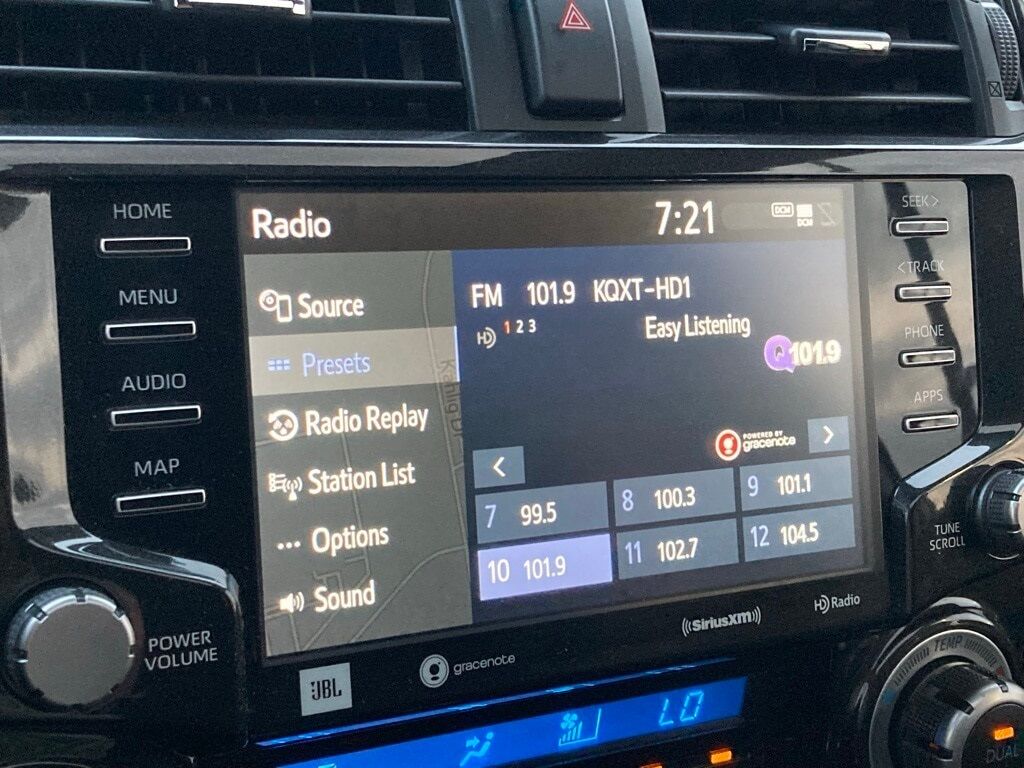 HOME
MENU
AUDIO
MAP
POWER
VOLUME
Radio
7:21
DCM
DCM
Source
Presets
Radio Replay
Station List
Options
Sound
FM 101.9 KQXT-HD1
HD 1 2 3
Easy Listening
Q101.9
POWERED BY
gracenote
<
>
7 99.5
8 100.3
9 101.1
10 101.9
11 102.7
12 104.5
SEEK >
< TRACK
PHONE
APPS
TUNE
SCROLL
JBL
gracenote
((SiriusXM))
HD Radio
LO
TEMP
DUAL